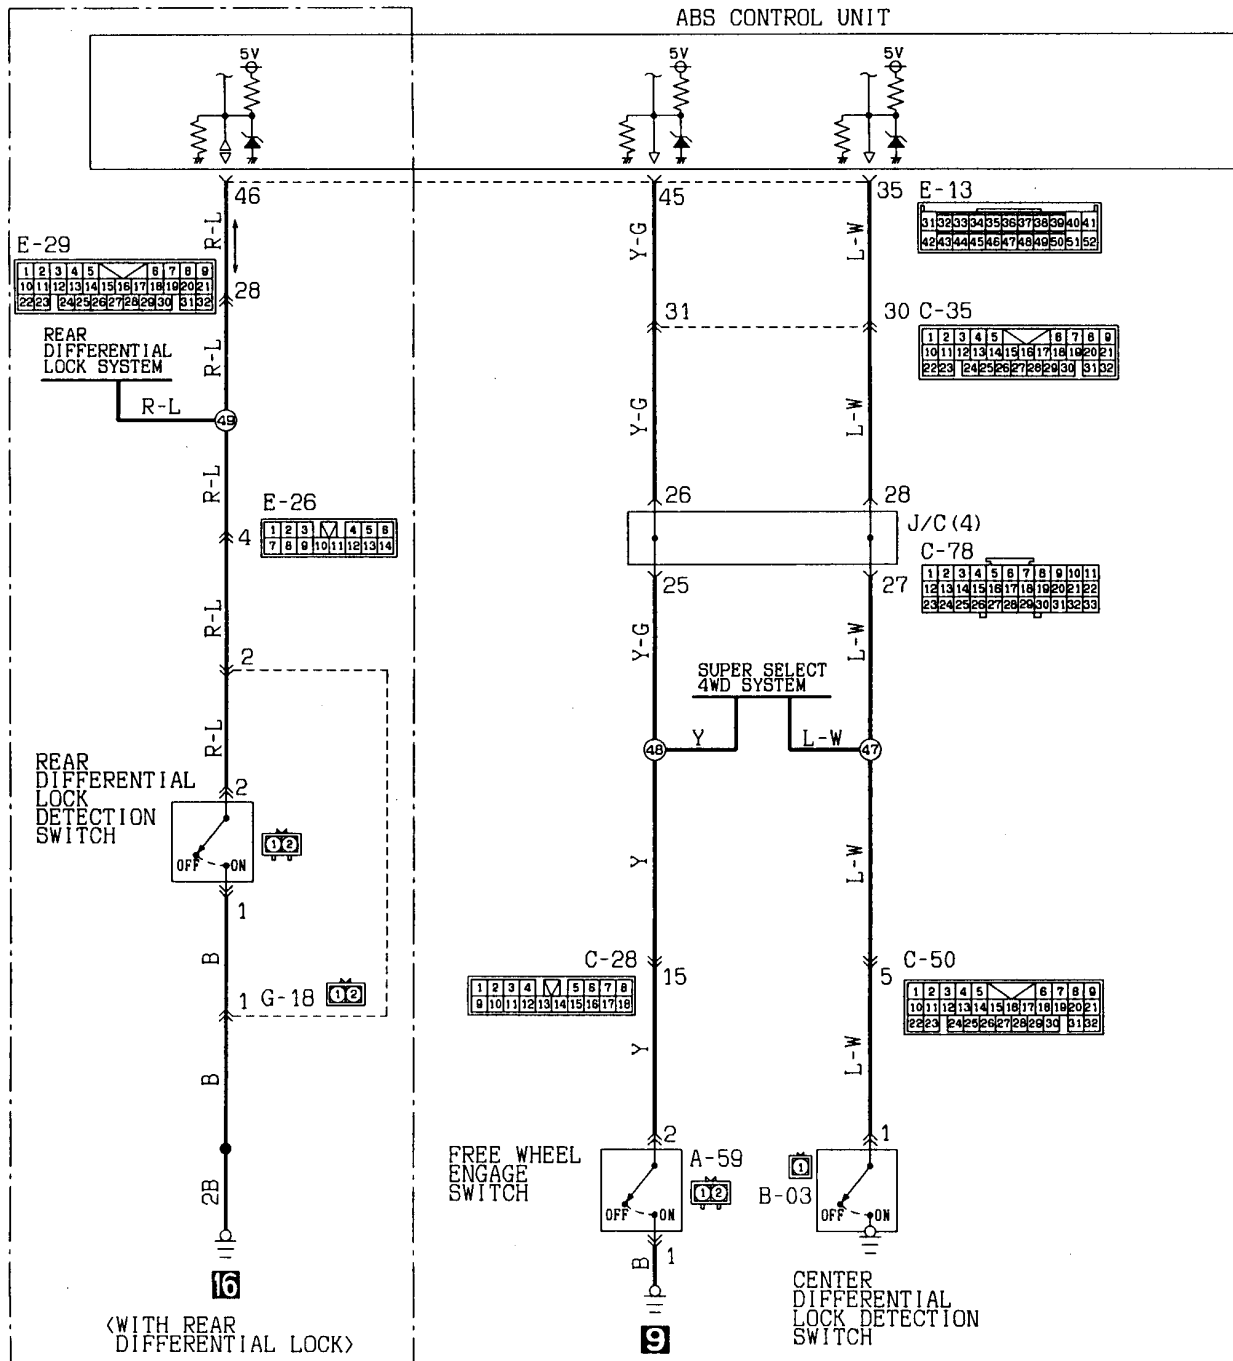 ABS CONTROL UNIT
5V
5V
5V
46
45
35
E-13
31 32 33 34 35 36 37 38 39 40 41
42 43 44 45 46 47 48 49 50 51 52
R-L
Y-G
L-W
E-29
1 2 3 4 5 6 7 8 9
10 11 12 13 14 15 16 17 18 19 20 21
22 23 24 25 26 27 28 29 30 31 32
28
31
30
C-35
1 2 3 4 5 6 7 8 9
10 11 12 13 14 15 16 17 18 19 20 21
22 23 24 25 26 27 28 29 30 31 32
REAR
DIFFERENTIAL
LOCK SYSTEM
R-L
R-L
49
Y-G
L-W
R-L
26
28
E-26
1 2 3 4 5 6
7 8 9 10 11 12 13 14
4
J/C(4)
C-78
1 2 3 4 5 6 7 8 9 10 11
12 13 14 15 16 17 18 19 20 21 22
23 24 25 26 27 28 29 30 31 32 33
25
27
R-L
Y-G
L-W
2
SUPER SELECT
4WD SYSTEM
R-L
48
Y
L-W
47
REAR
DIFFERENTIAL
LOCK
DETECTION
SWITCH
2
OFF
ON
1 2
Y
L-W
1
B
C-28
1 2 3 4 5 6 7 8
9 10 11 12 13 14 15 16 17 18
15
5
C-50
1 2 3 4 5 6 7 8 9
10 11 12 13 14 15 16 17 18 19 20 21
22 23 24 25 26 27 28 29 30 31 32
1
G-18
1 2
B
Y
L-W
2
1
FREE WHEEL
ENGAGE
SWITCH
A-59
1 2
OFF
ON
1
B-03
OFF
ON
2B
B
1
16
9
CENTER
DIFFERENTIAL
LOCK DETECTION
SWITCH
<WITH REAR
DIFFERENTIAL LOCK>